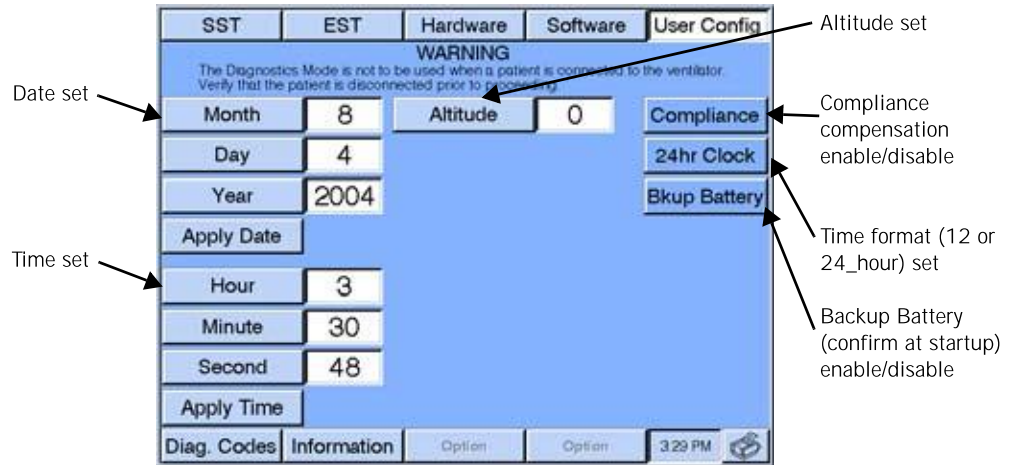 SST EST Hardware Software User Config
WARNING
The Diagnostics Mode is not to be used when a patient is connected to the ventilator.
Verify that the patient is disconnected prior to proceeding.
Altitude set
Date set
Month 8 Altitude 0 Compliance
Compliance
compensation
enable/disable
Day 4 24hr Clock
Year 2004 Bkup Battery
Apply Date
Time format (12 or
24_hour) set
Time set
Hour 3
Minute 30
Backup Battery
(confirm at startup)
enable/disable
Second 48
Apply Time
Diag. Codes Information Option Option 3:29 PM